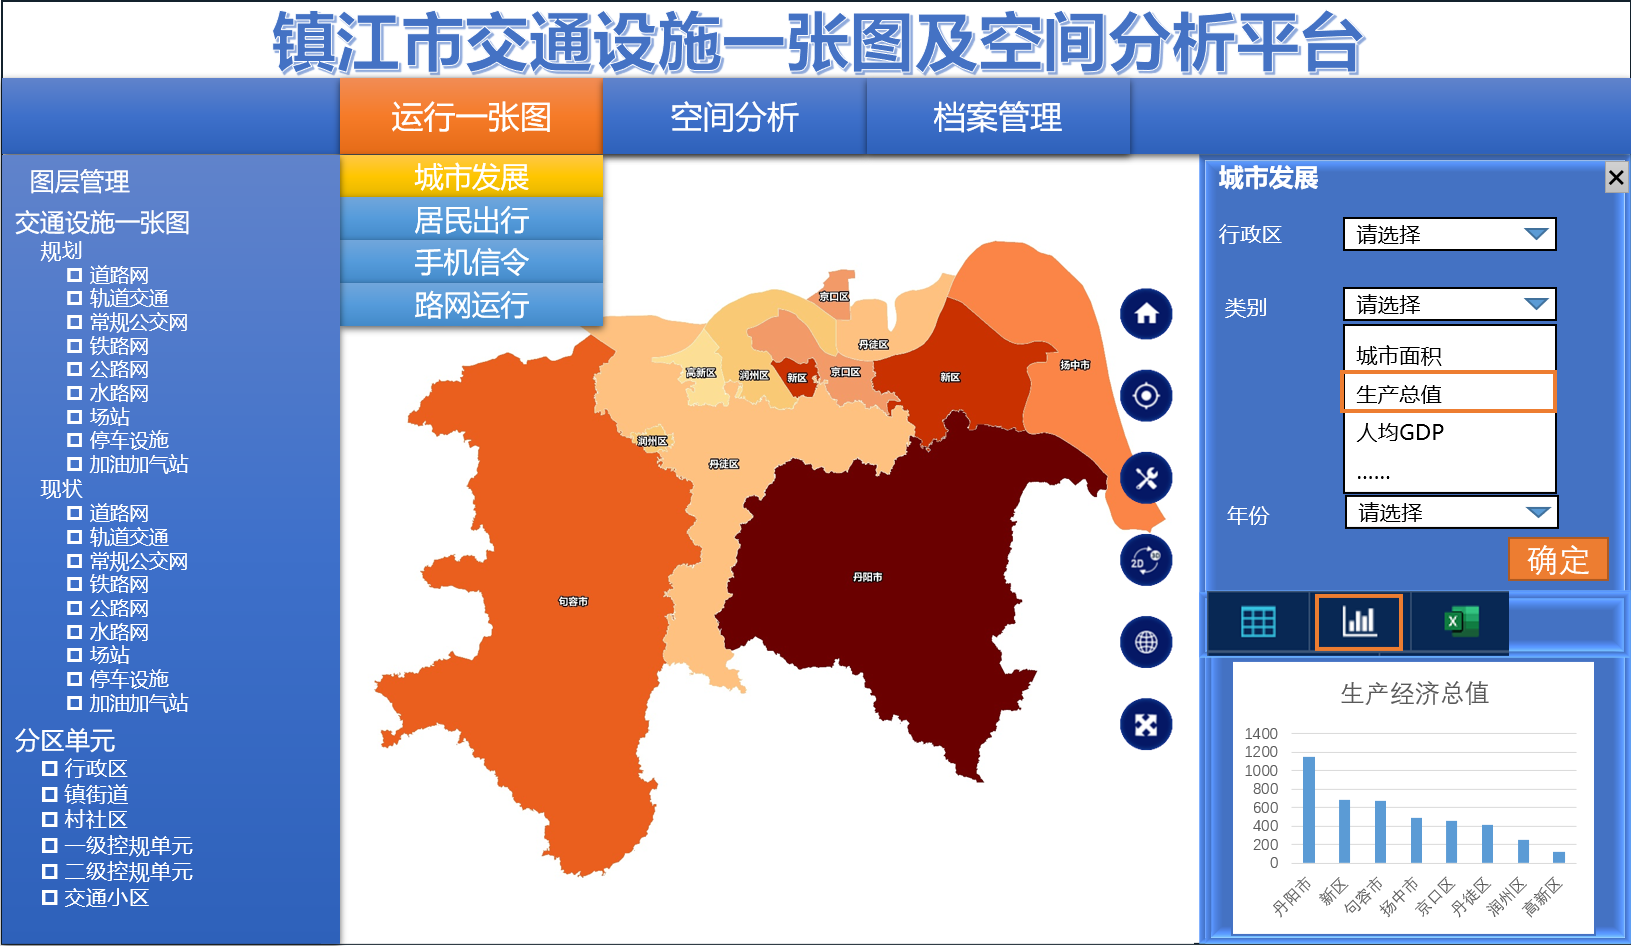 镇江市交通设施一张图及空间分析平台
运行一张图
空间分析
档案管理
城市发展
居民出行
手机信令
路网运行
图层管理
交通设施一张图
规划
道路网
轨道交通
常规公交网
铁路网
公路网
水路网
场站
停车设施
加油加气站
现状
道路网
轨道交通
常规公交网
铁路网
公路网
水路网
场站
停车设施
加油加气站
分区单元
行政区
镇街道
村社区
一级控规单元
二级控规单元
交通小区
京口区
丹徒区
扬中市
高新区
润州区
新区
京口区
新区
润州区
丹徒区
丹阳市
句容市
2D
3D
城市发展
行政区
请选择
类别
请选择
城市面积
生产总值
人均GDP
......
年份
请选择
确定
X
生产经济总值
1400
1200
1000
800
600
400
200
0
丹阳市
新区
句容市
扬中市
京口区
丹徒区
润州区
高新区